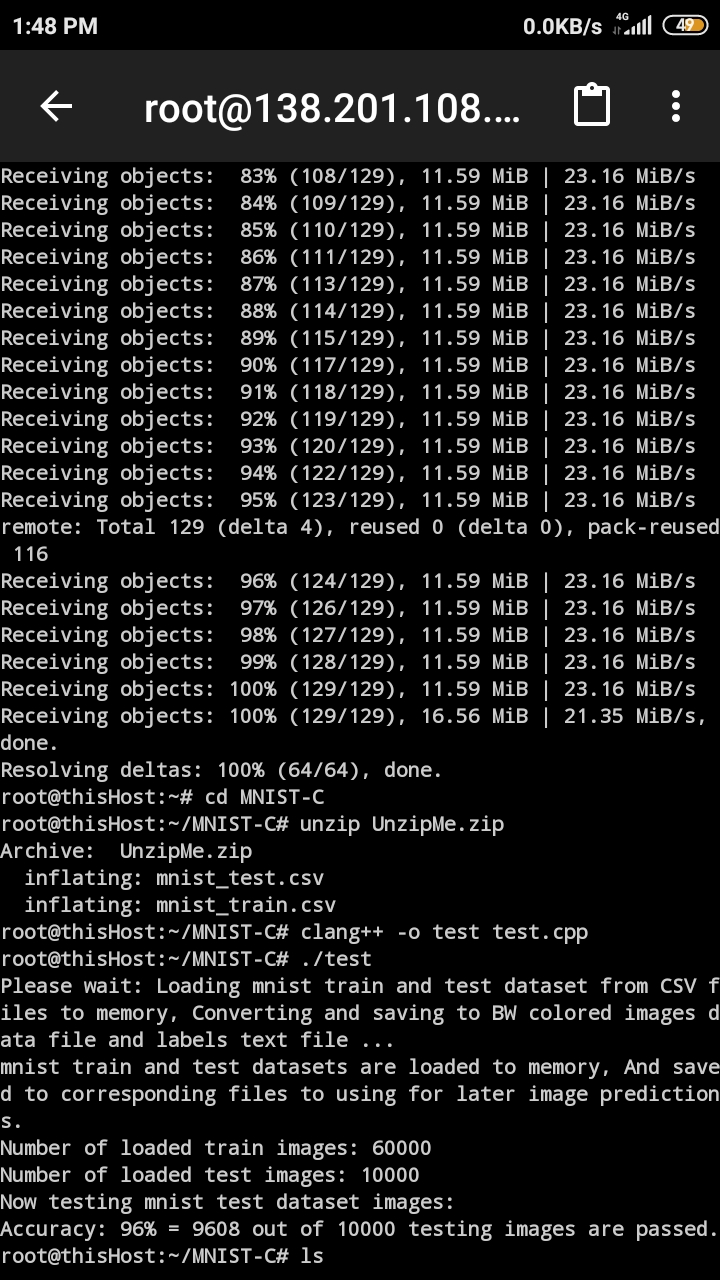 1:48 PM 0.0KB/s 4G 49
root@138.201.108....
Receiving objects:  83% (108/129), 11.59 MiB | 23.16 MiB/s
Receiving objects:  84% (109/129), 11.59 MiB | 23.16 MiB/s
Receiving objects:  85% (110/129), 11.59 MiB | 23.16 MiB/s
Receiving objects:  86% (111/129), 11.59 MiB | 23.16 MiB/s
Receiving objects:  87% (113/129), 11.59 MiB | 23.16 MiB/s
Receiving objects:  88% (114/129), 11.59 MiB | 23.16 MiB/s
Receiving objects:  89% (115/129), 11.59 MiB | 23.16 MiB/s
Receiving objects:  90% (117/129), 11.59 MiB | 23.16 MiB/s
Receiving objects:  91% (118/129), 11.59 MiB | 23.16 MiB/s
Receiving objects:  92% (119/129), 11.59 MiB | 23.16 MiB/s
Receiving objects:  93% (120/129), 11.59 MiB | 23.16 MiB/s
Receiving objects:  94% (122/129), 11.59 MiB | 23.16 MiB/s
Receiving objects:  95% (123/129), 11.59 MiB | 23.16 MiB/s
remote: Total 129 (delta 4), reused 0 (delta 0), pack-reused
 116
Receiving objects:  96% (124/129), 11.59 MiB | 23.16 MiB/s
Receiving objects:  97% (126/129), 11.59 MiB | 23.16 MiB/s
Receiving objects:  98% (127/129), 11.59 MiB | 23.16 MiB/s
Receiving objects:  99% (128/129), 11.59 MiB | 23.16 MiB/s
Receiving objects: 100% (129/129), 11.59 MiB | 23.16 MiB/s
Receiving objects: 100% (129/129), 16.56 MiB | 21.35 MiB/s,
done.
Resolving deltas: 100% (64/64), done.
root@thisHost:~# cd MNIST-C
root@thisHost:~/MNIST-C# unzip UnzipMe.zip
Archive:  UnzipMe.zip
  inflating: mnist_test.csv
  inflating: mnist_train.csv
root@thisHost:~/MNIST-C# clang++ -o test test.cpp
root@thisHost:~/MNIST-C# ./test
Please wait: Loading mnist train and test dataset from CSV f
iles to memory, Converting and saving to BW colored images d
ata file and labels text file ...
mnist train and test datasets are loaded to memory, And save
d to corresponding files to using for later image prediction
s.
Number of loaded train images: 60000
Number of loaded test images: 10000
Now testing mnist test dataset images:
Accuracy: 96% = 9608 out of 10000 testing images are passed.
root@thisHost:~/MNIST-C# ls